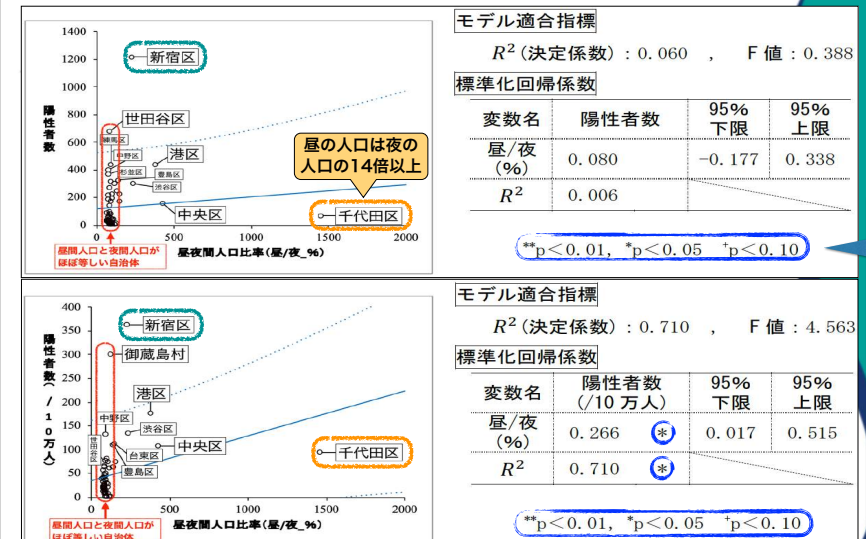 1400
1200
1000
800
600
400
200
0
陽性者数
新宿区
世田谷区
練馬区
中野区
港区
杉並区
豊島区
渋谷区
中央区
千代田区
昼の人口は夜の
人口の14倍以上
0 500 1000 1500 2000
昼夜間人口比率(昼/夜_%)
昼間人口と夜間人口が
ほぼ等しい自治体
モデル適合指標
R²(決定係数):0.060 , F値:0.388
標準化回帰係数
変数名 陽性者数 95%下限 95%上限
昼/夜(%) 0.080 −0.177 0.338
R² 0.006
**p<0.01, *p<0.05 +p<0.10
400
350
300
250
200
150
100
50
0
陽性者数(/10万人)
新宿区
御蔵島村
港区
中野区
渋谷区
世田谷区
中央区
台東区
豊島区
千代田区
0 500 1000 1500 2000
昼夜間人口比率(昼/夜_%)
昼間人口と夜間人口が
ほぼ等しい自治体
モデル適合指標
R²(決定係数):0.710 , F値:4.563
標準化回帰係数
変数名 陽性者数(/10万人) 95%下限 95%上限
昼/夜(%) 0.266 * 0.017 0.515
R² 0.710 *
**p<0.01, *p<0.05 +p<0.10